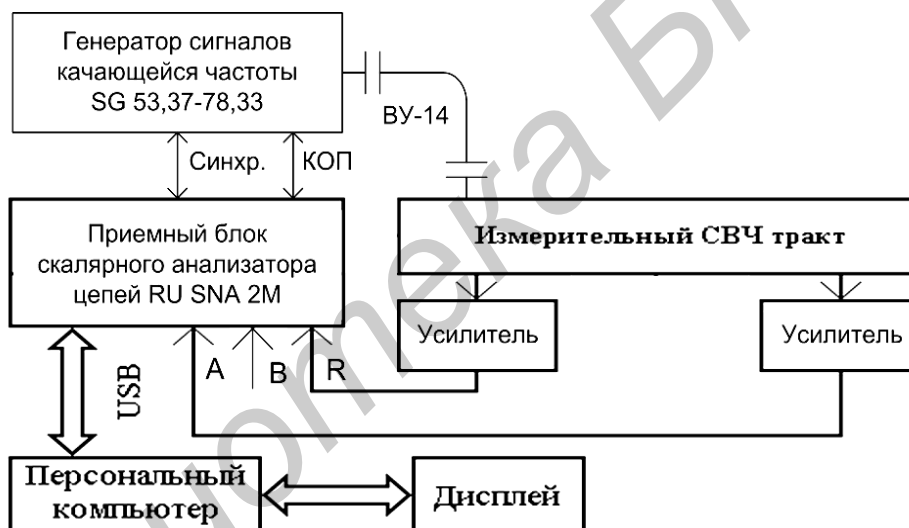 Генератор сигналов
качающейся частоты
SG 53,37-78,33
ВУ-14
Синхр.
КОП
Приемный блок
скалярного анализатора
цепей RU SNA 2M
Измерительный СВЧ тракт
Усилитель
Усилитель
A
B
R
USB
Персональный
компьютер
Дисплей